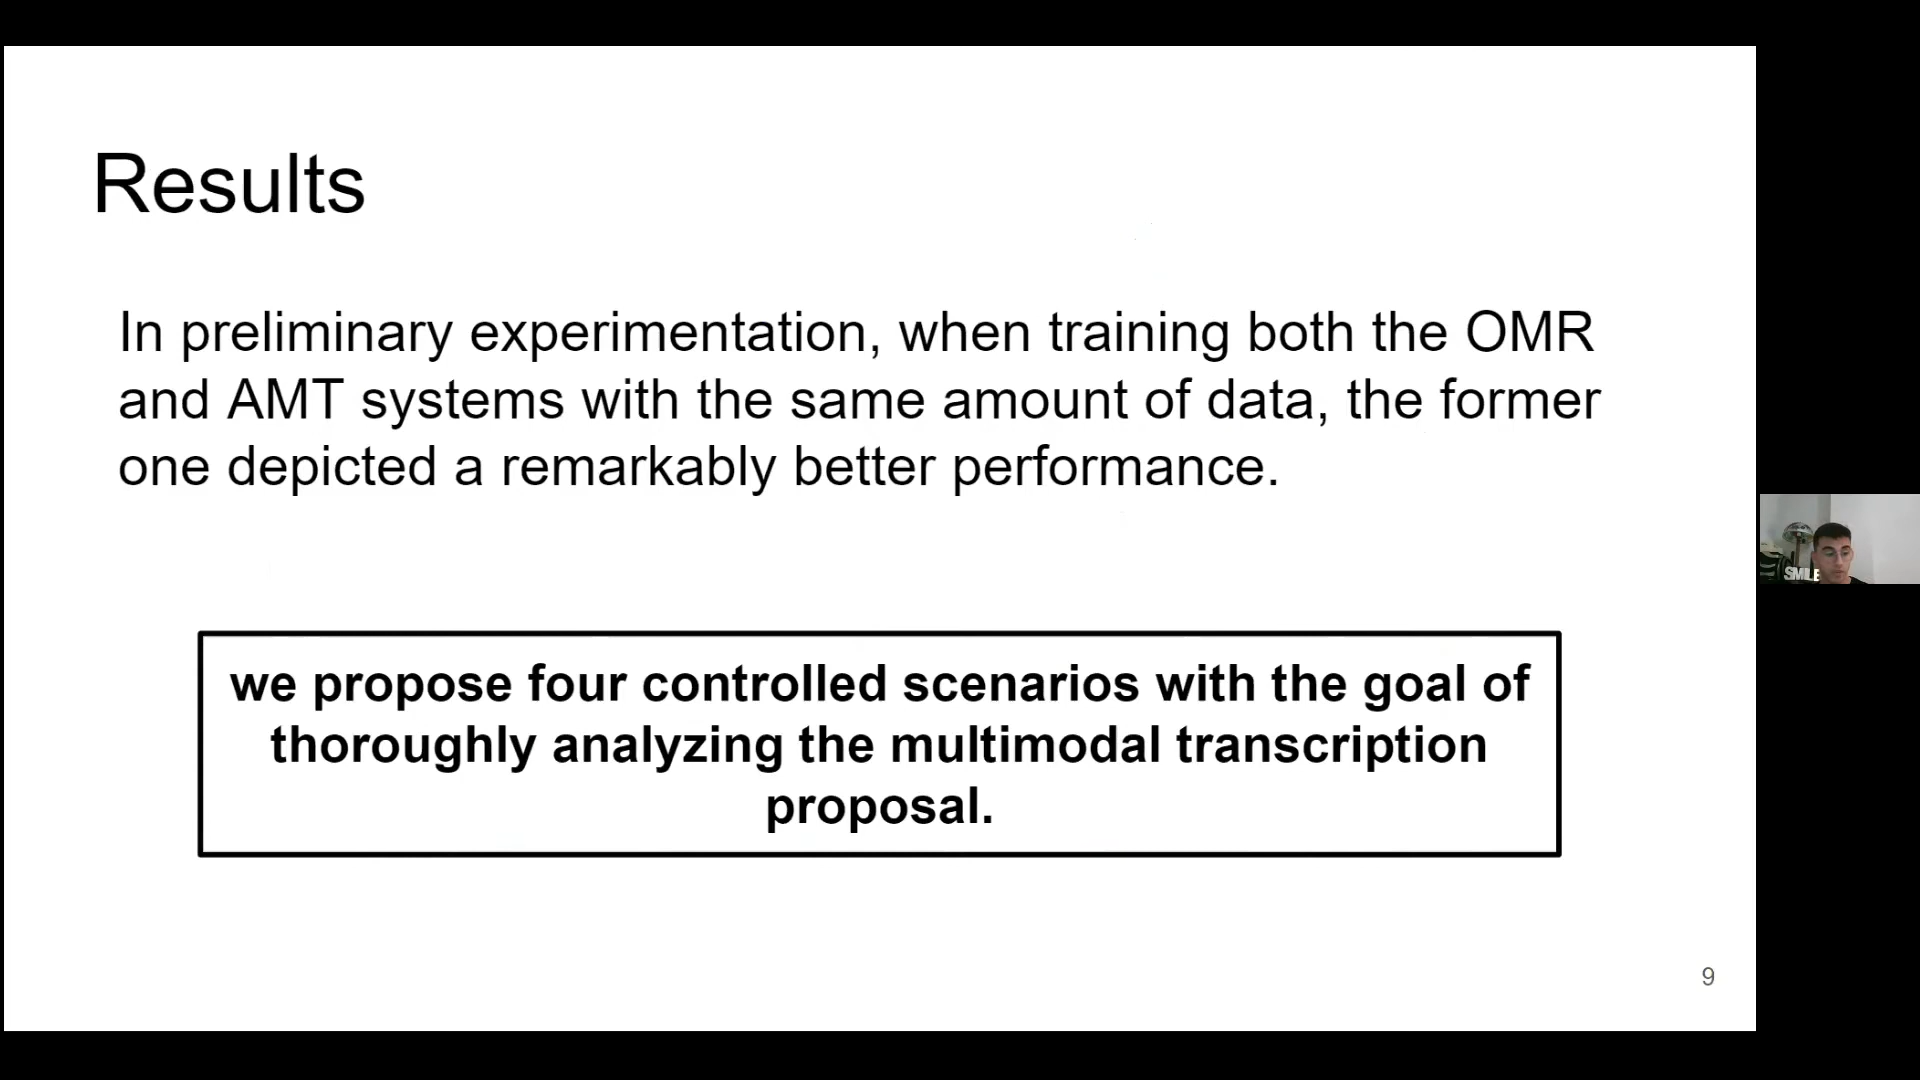 Results
In preliminary experimentation, when training both the OMR
and AMT systems with the same amount of data, the former
one depicted a remarkably better performance.
we propose four controlled scenarios with the goal of
thoroughly analyzing the multimodal transcription
proposal.
9
SMLE